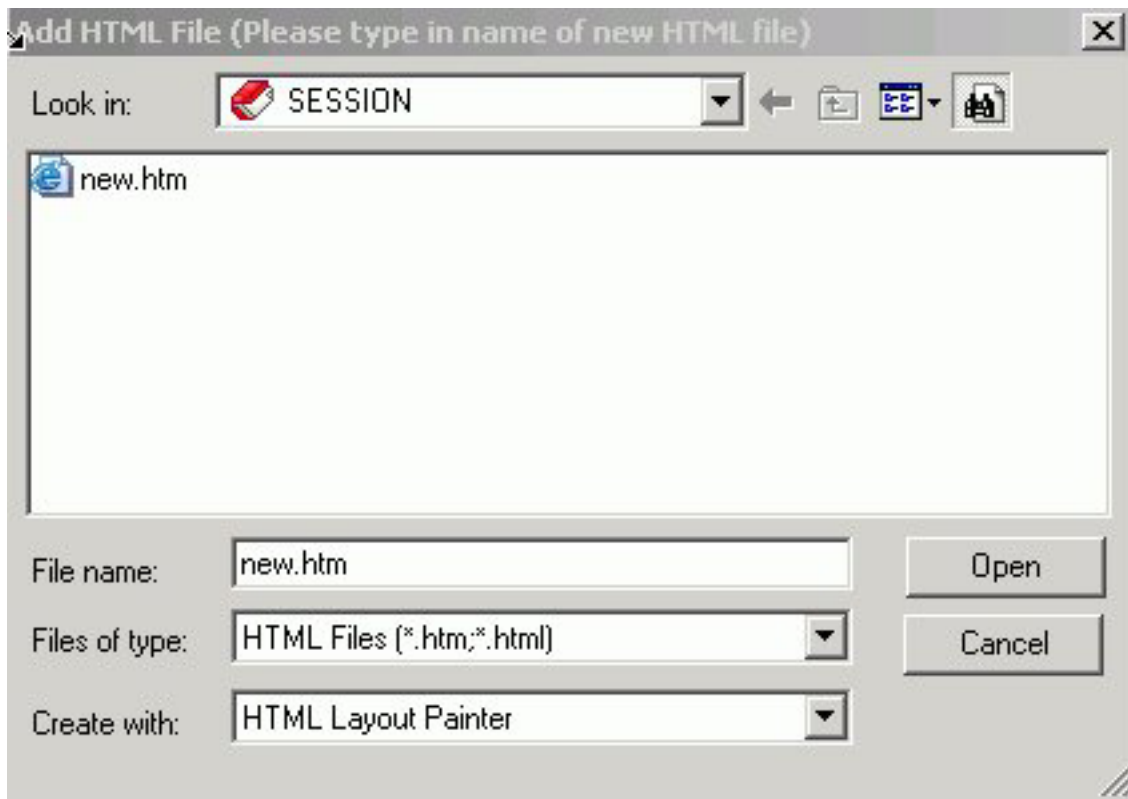 Add HTML File (Please type in name of new HTML file)
Look in: SESSION
new.htm
File name: new.htm Open
Files of type: HTML Files (*.htm;*.html) Cancel
Create with: HTML Layout Painter